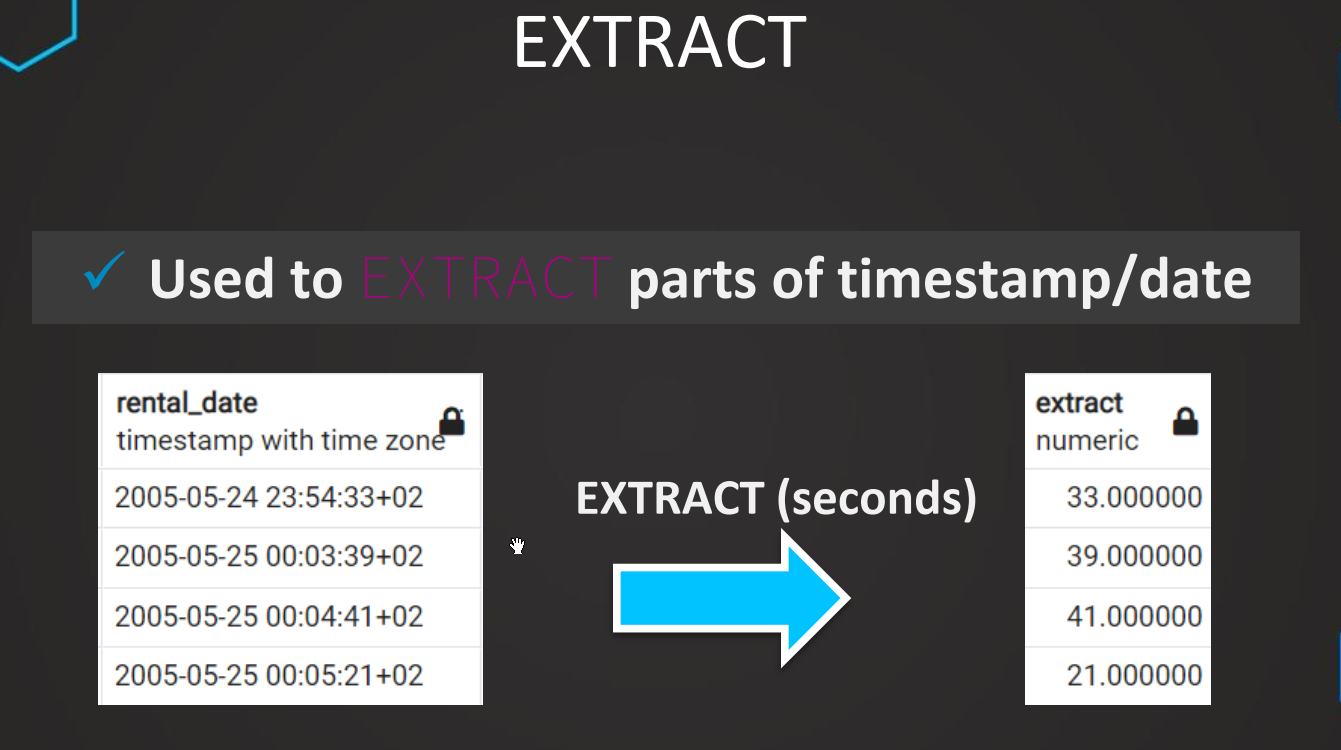 EXTRACT
✓ Used to EXTRACT parts of timestamp/date
rental_date
timestamp with time zone
2005-05-24 23:54:33+02
2005-05-25 00:03:39+02
2005-05-25 00:04:41+02
2005-05-25 00:05:21+02
EXTRACT (seconds)
extract
numeric
33.000000
39.000000
41.000000
21.000000